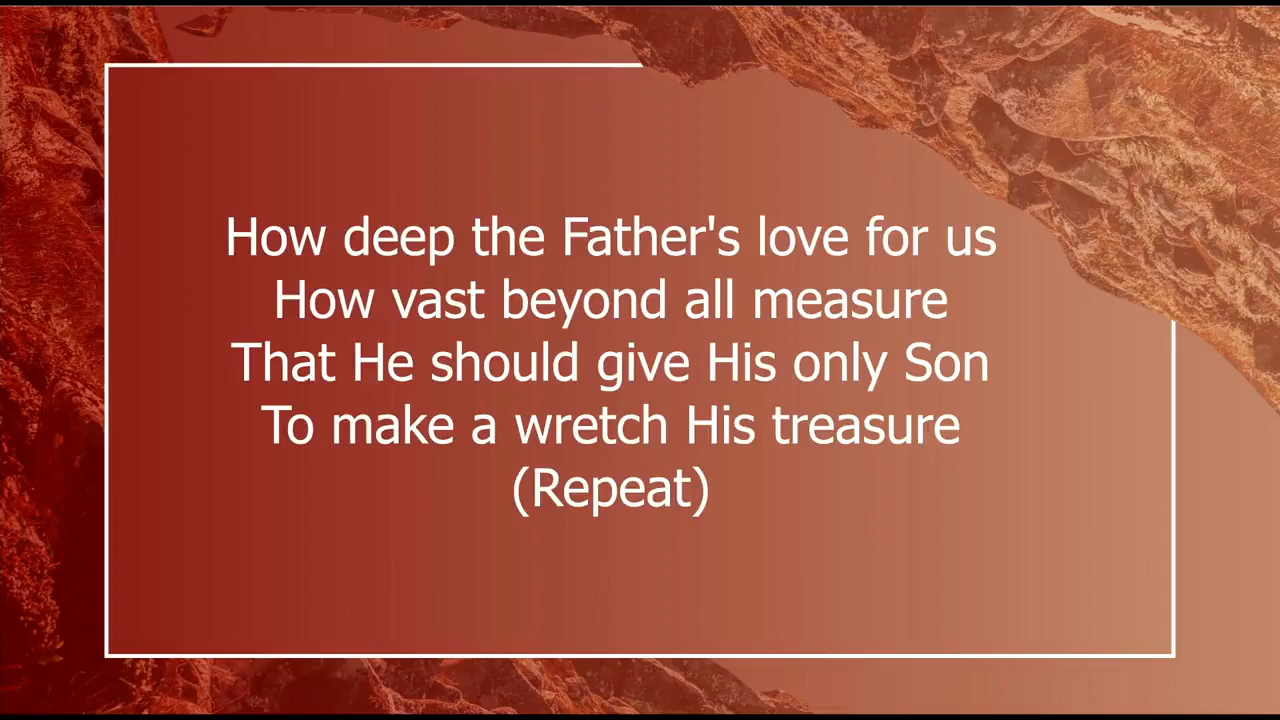 How deep the Father's love for us
How vast beyond all measure
That He should give His only Son
To make a wretch His treasure
(Repeat)